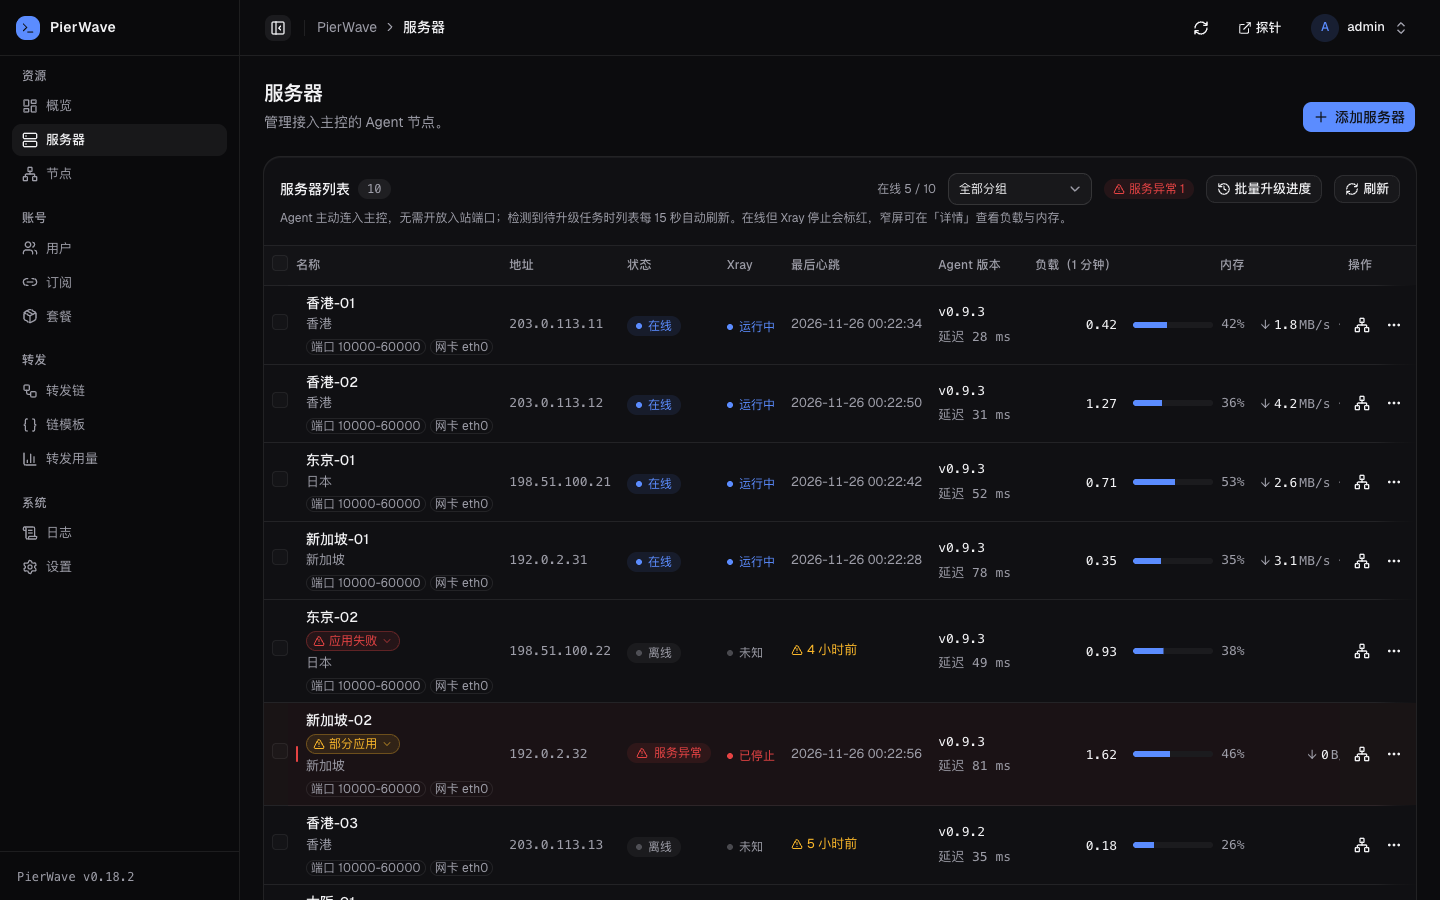 PierWave
PierWave > 服务器
探针
A admin
资源
概览
服务器
节点
账号
用户
订阅
套餐
转发
转发链
链模板
转发用量
系统
日志
设置
PierWave v0.18.2
服务器
管理接入主控的 Agent 节点。
添加服务器
服务器列表 10
在线 5 / 10
全部分组
服务异常 1
批量升级进度
刷新
Agent 主动连入主控，无需开放入站端口；检测到待升级任务时列表每 15 秒自动刷新。在线但 Xray 停止会标红，窄屏可在「详情」查看负载与内存。
名称 地址 状态 Xray 最后心跳 Agent 版本 负载（1 分钟） 内存 操作
香港-01
香港
端口 10000-60000 网卡 eth0
203.0.113.11 在线 运行中 2026-11-26 00:22:34
v0.9.3
延迟 28 ms
0.42 42% ↓ 1.8 MB/s
香港-02
香港
端口 10000-60000 网卡 eth0
203.0.113.12 在线 运行中 2026-11-26 00:22:50
v0.9.3
延迟 31 ms
1.27 36% ↓ 4.2 MB/s
东京-01
日本
端口 10000-60000 网卡 eth0
198.51.100.21 在线 运行中 2026-11-26 00:22:42
v0.9.3
延迟 52 ms
0.71 53% ↓ 2.6 MB/s
新加坡-01
新加坡
端口 10000-60000 网卡 eth0
192.0.2.31 在线 运行中 2026-11-26 00:22:28
v0.9.3
延迟 78 ms
0.35 35% ↓ 3.1 MB/s
东京-02
应用失败
日本
端口 10000-60000 网卡 eth0
198.51.100.22 离线 未知 4 小时前
v0.9.3
延迟 49 ms
0.93 38%
新加坡-02
部分应用
新加坡
端口 10000-60000 网卡 eth0
192.0.2.32 服务异常 已停止 2026-11-26 00:22:56
v0.9.3
延迟 81 ms
1.62 46% ↓ 0 B
香港-03
香港
端口 10000-60000 网卡 eth0
203.0.113.13 离线 未知 5 小时前
v0.9.2
延迟 35 ms
0.18 26%